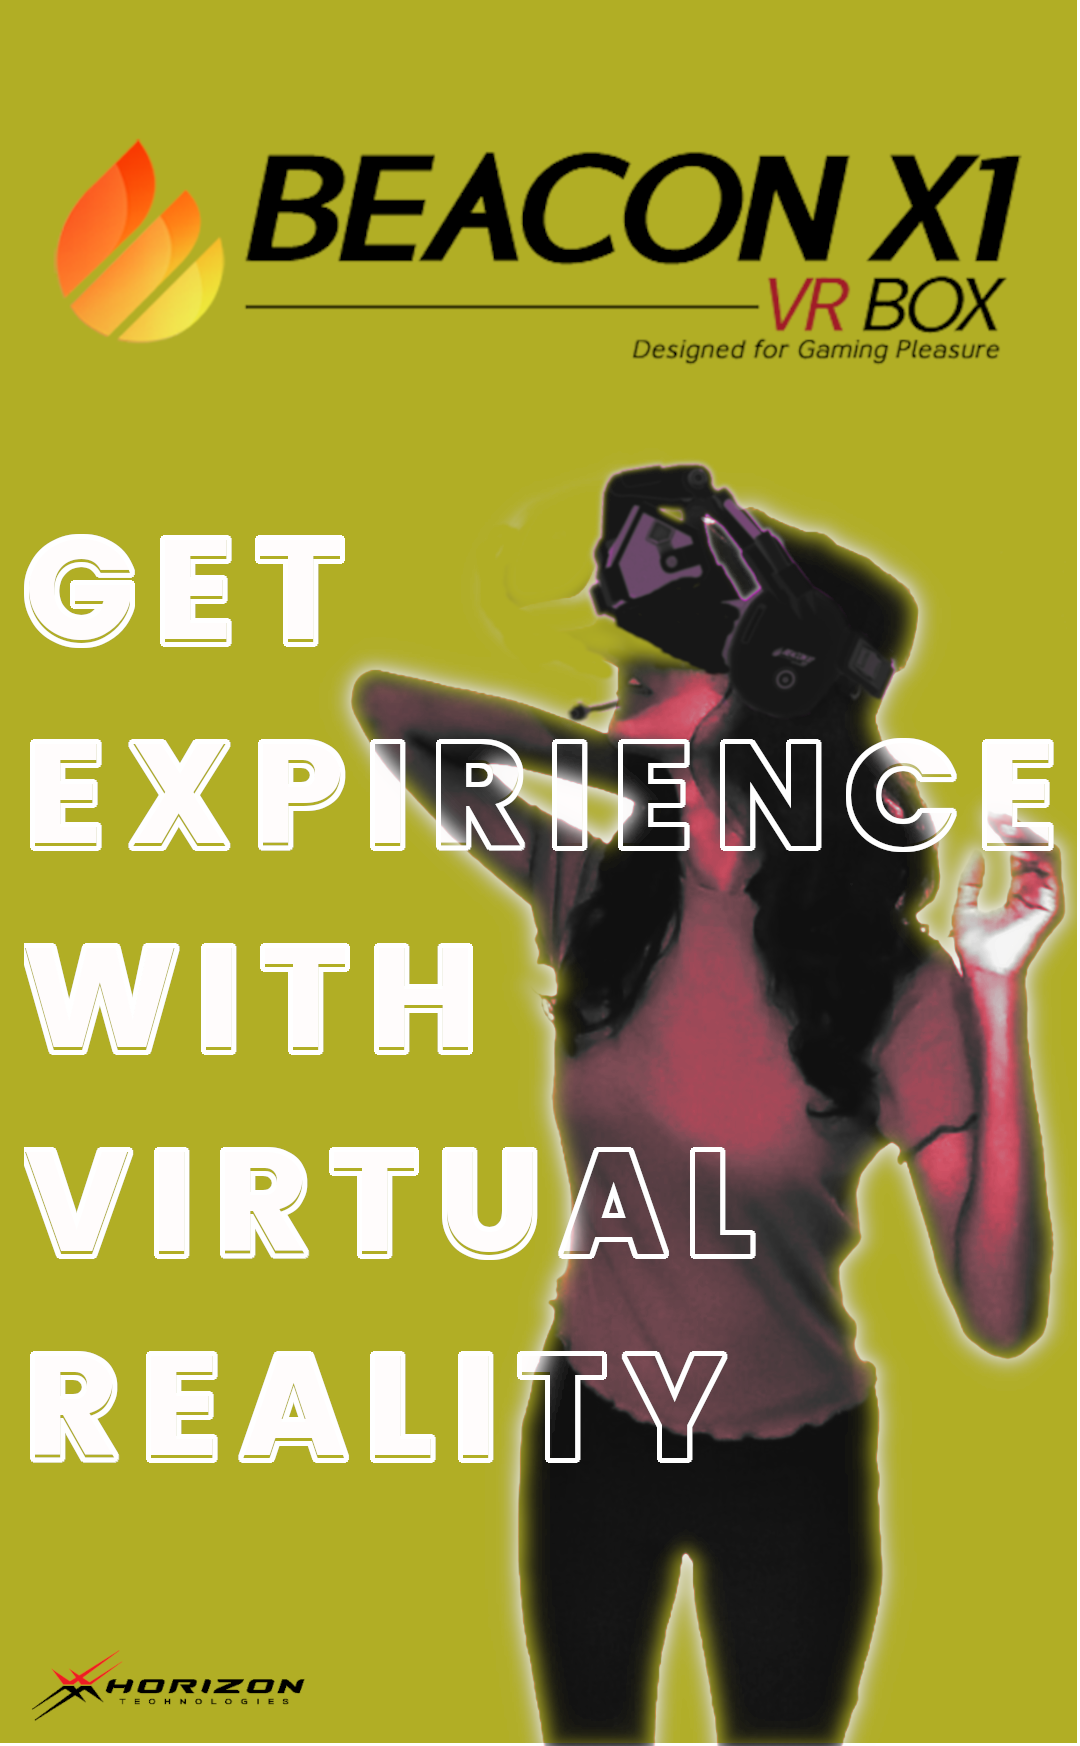 BEACON X1
VR BOX
Designed for Gaming Pleasure
GET
EXPIRIENCE
WITH
VIRTUAL
REALITY
HORIZON
TECHNOLOGIES